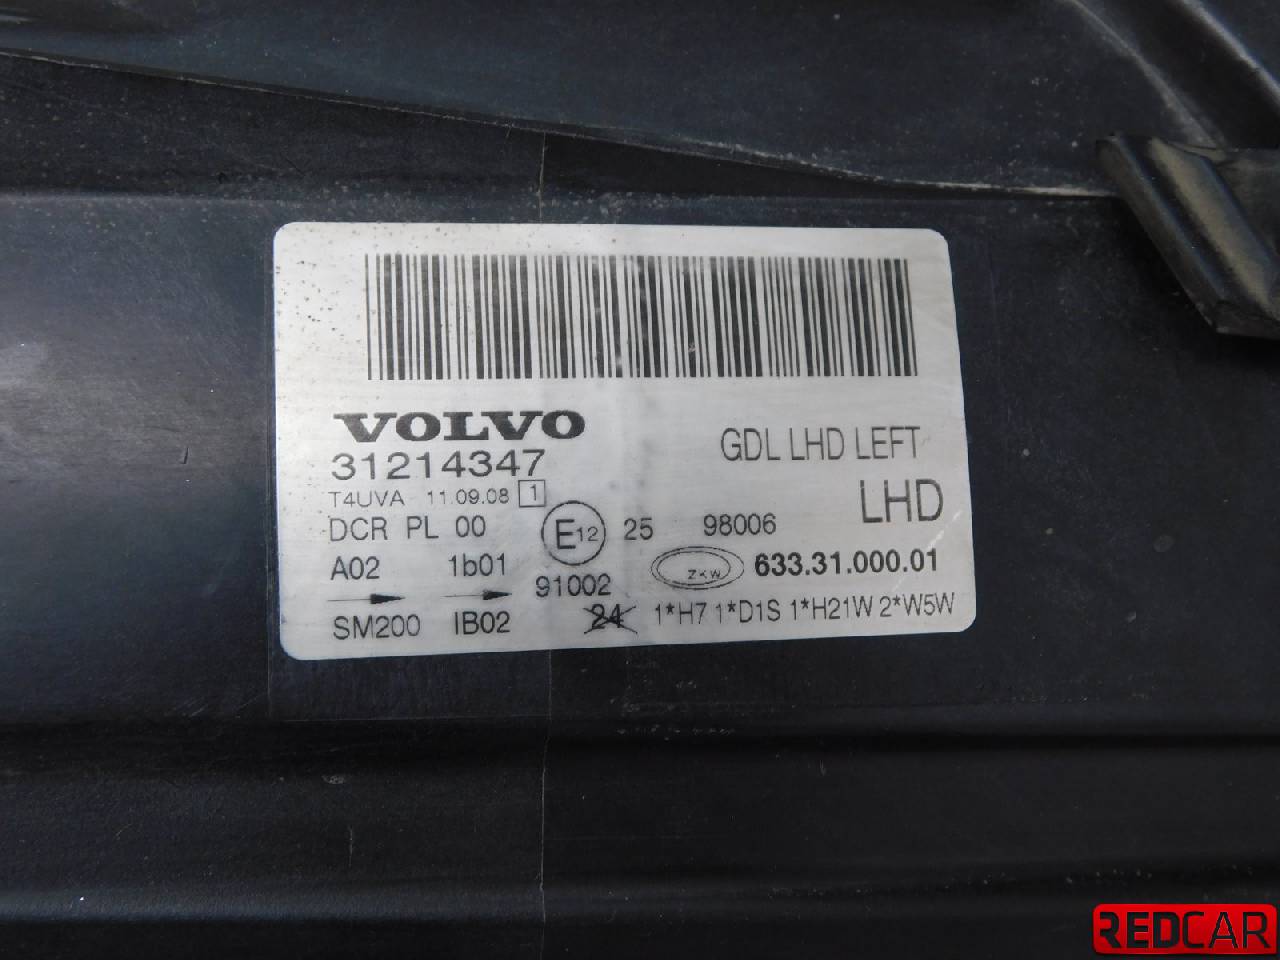 VOLVO
31214347
GDL LHD LEFT
T4UVA 11.09.08 1
LHD
DCR PL 00
E12 25 98006
A02 1b01
91002
ZKW 633.31.000.01
SM200 IB02
24 1*H7 1*D1S 1*H21W 2*W5W
REDCAR